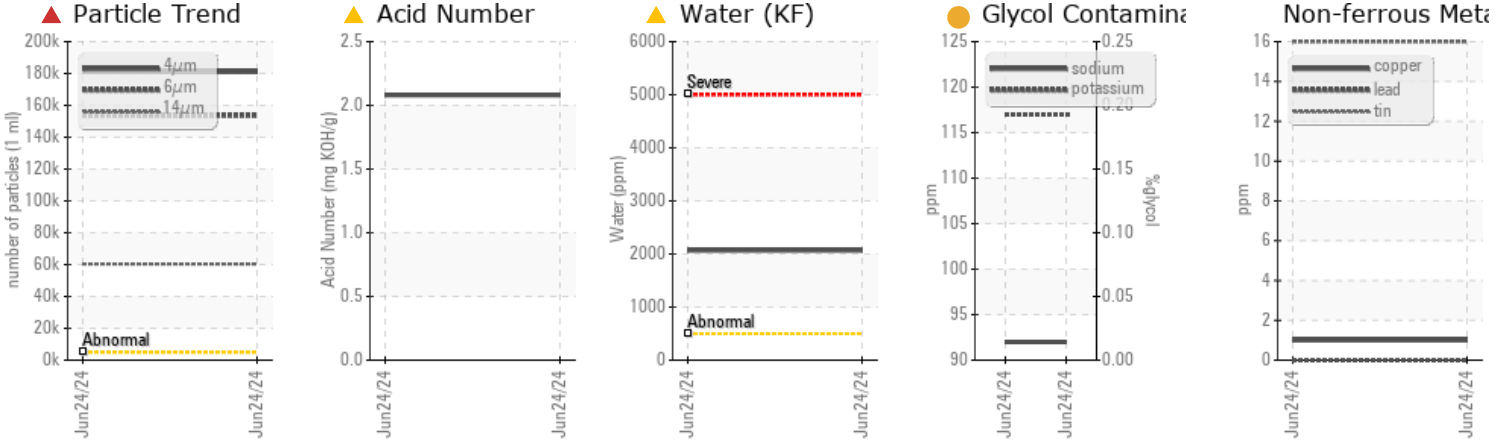 Particle Trend
200k
180k
160k
140k
120k
100k
80k
60k
40k
20k
0k
number of particles (1 ml)
4μm
6μm
14μm
Abnormal
Jun24/24
Jun24/24
Acid Number
2.5
2.0
1.5
1.0
0.5
0.0
Acid Number (mg KOH/g)
Jun24/24
Jun24/24
Water (KF)
6000
5000
4000
3000
2000
1000
0
Water (ppm)
Severe
Abnormal
Jun24/24
Jun24/24
Glycol Contamina
125
120
115
110
105
100
95
90
ppm
sodium
potassium
0.25
0.20
0.15
0.10
0.05
0.00
%glycol
Jun24/24
Jun24/24
Non-ferrous Meta
16
14
12
10
8
6
4
2
0
ppm
copper
lead
tin
Jun24/24
Jun24/24